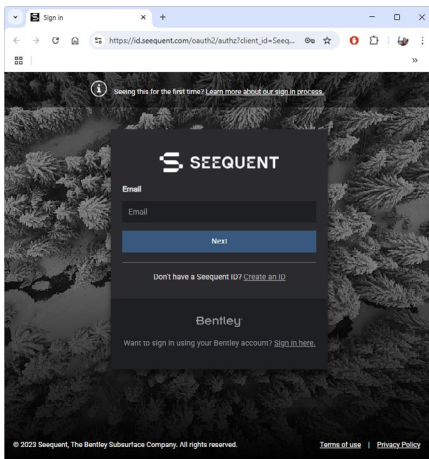 Sign in
https://id.seequent.com/oauth2/authz?client_id=Seeq...
Seeing this for the first time? Learn more about our sign in process.
SEEQUENT
Email
Email
Next
Don't have a Seequent ID? Create an ID
Bentley
Want to sign in using your Bentley account? Sign in here.
© 2023 Seequent, The Bentley Subsurface Company. All rights reserved. Terms of use | Privacy Policy